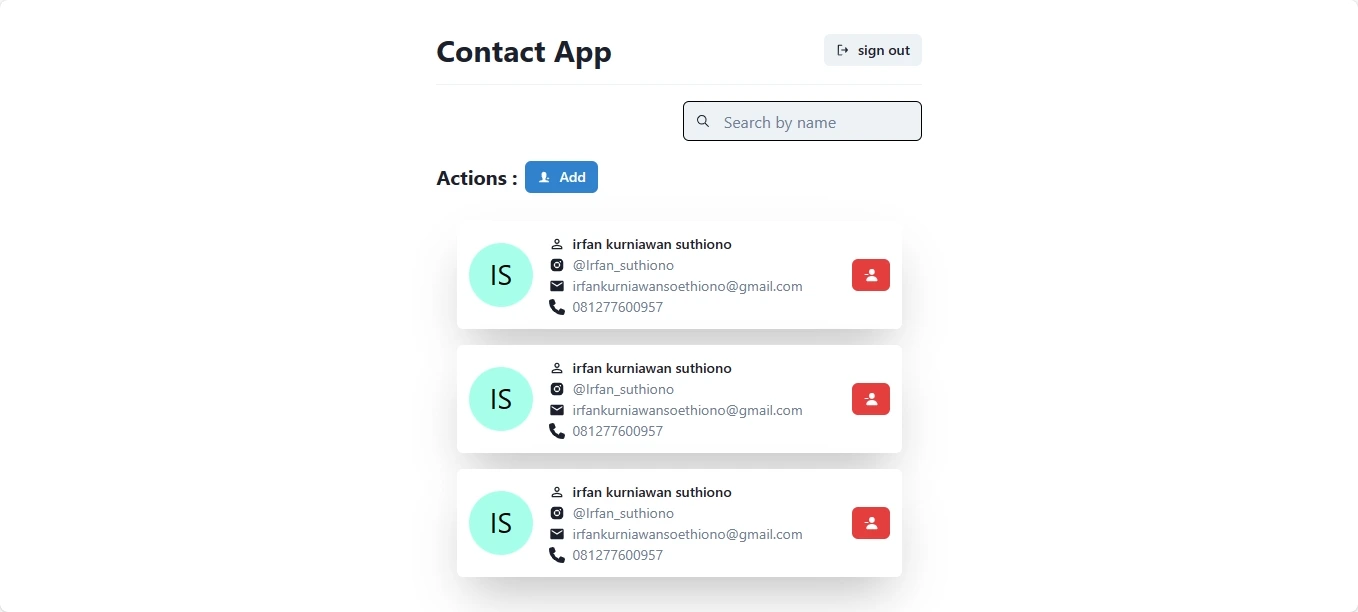 Contact App
sign out
Search by name
Actions :
Add
IS
irfan kurniawan suthiono
@Irfan_suthiono
irfankurniawansoethiono@gmail.com
081277600957
IS
irfan kurniawan suthiono
@Irfan_suthiono
irfankurniawansoethiono@gmail.com
081277600957
IS
irfan kurniawan suthiono
@Irfan_suthiono
irfankurniawansoethiono@gmail.com
081277600957